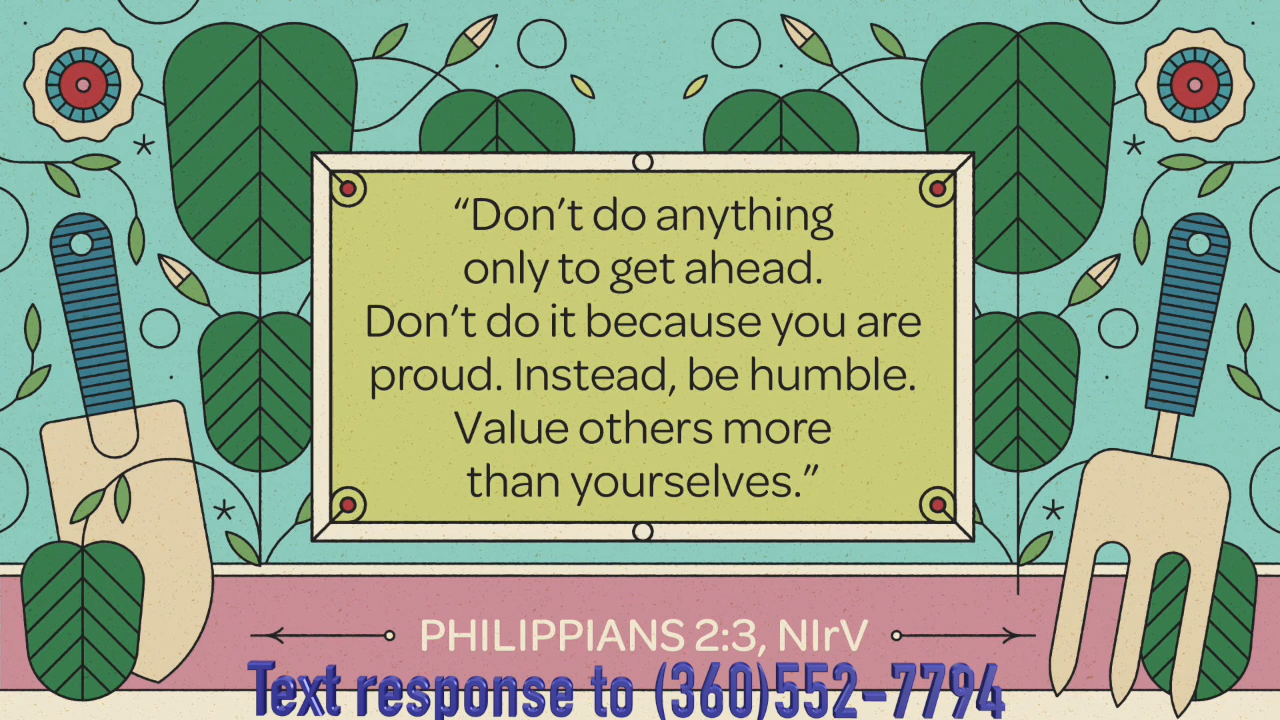 “Don’t do anything
only to get ahead.
Don’t do it because you are
proud. Instead, be humble.
Value others more
than yourselves.”
PHILIPPIANS 2:3, NIrV
Text response to (360)552-7794